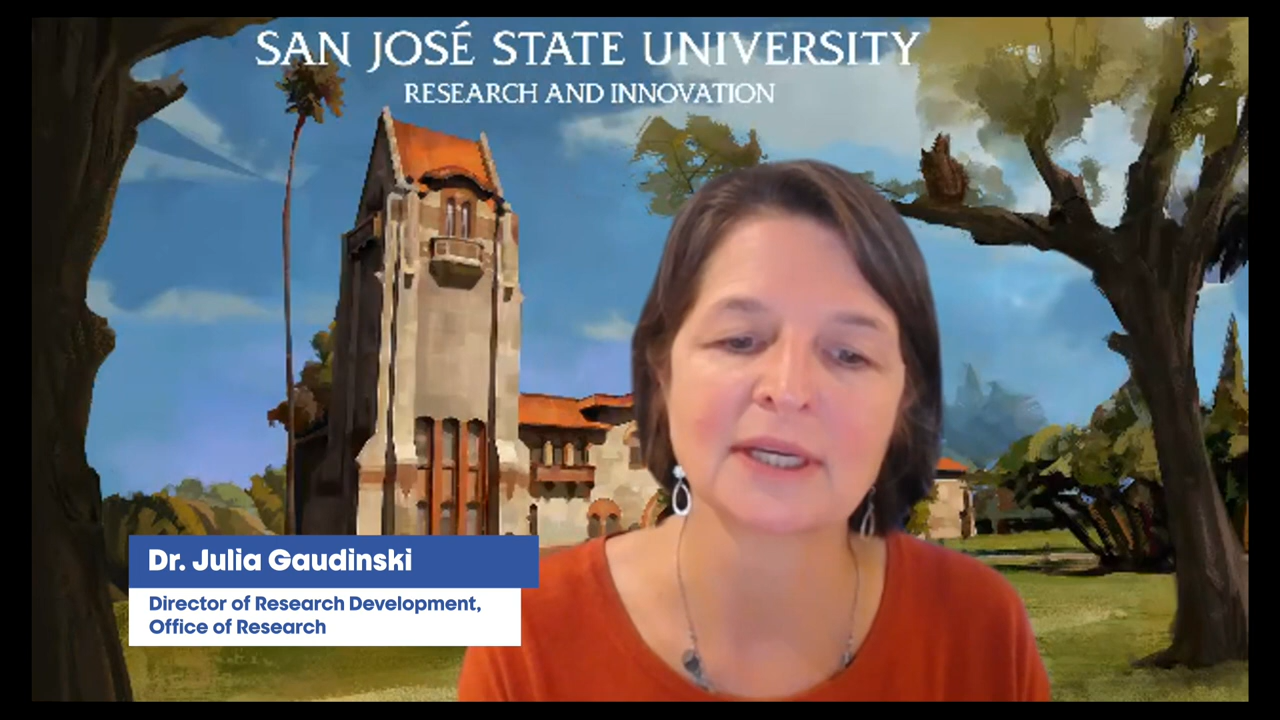 SAN JOSÉ STATE UNIVERSITY
RESEARCH AND INNOVATION
Dr. Julia Gaudinski
Director of Research Development,
Office of Research